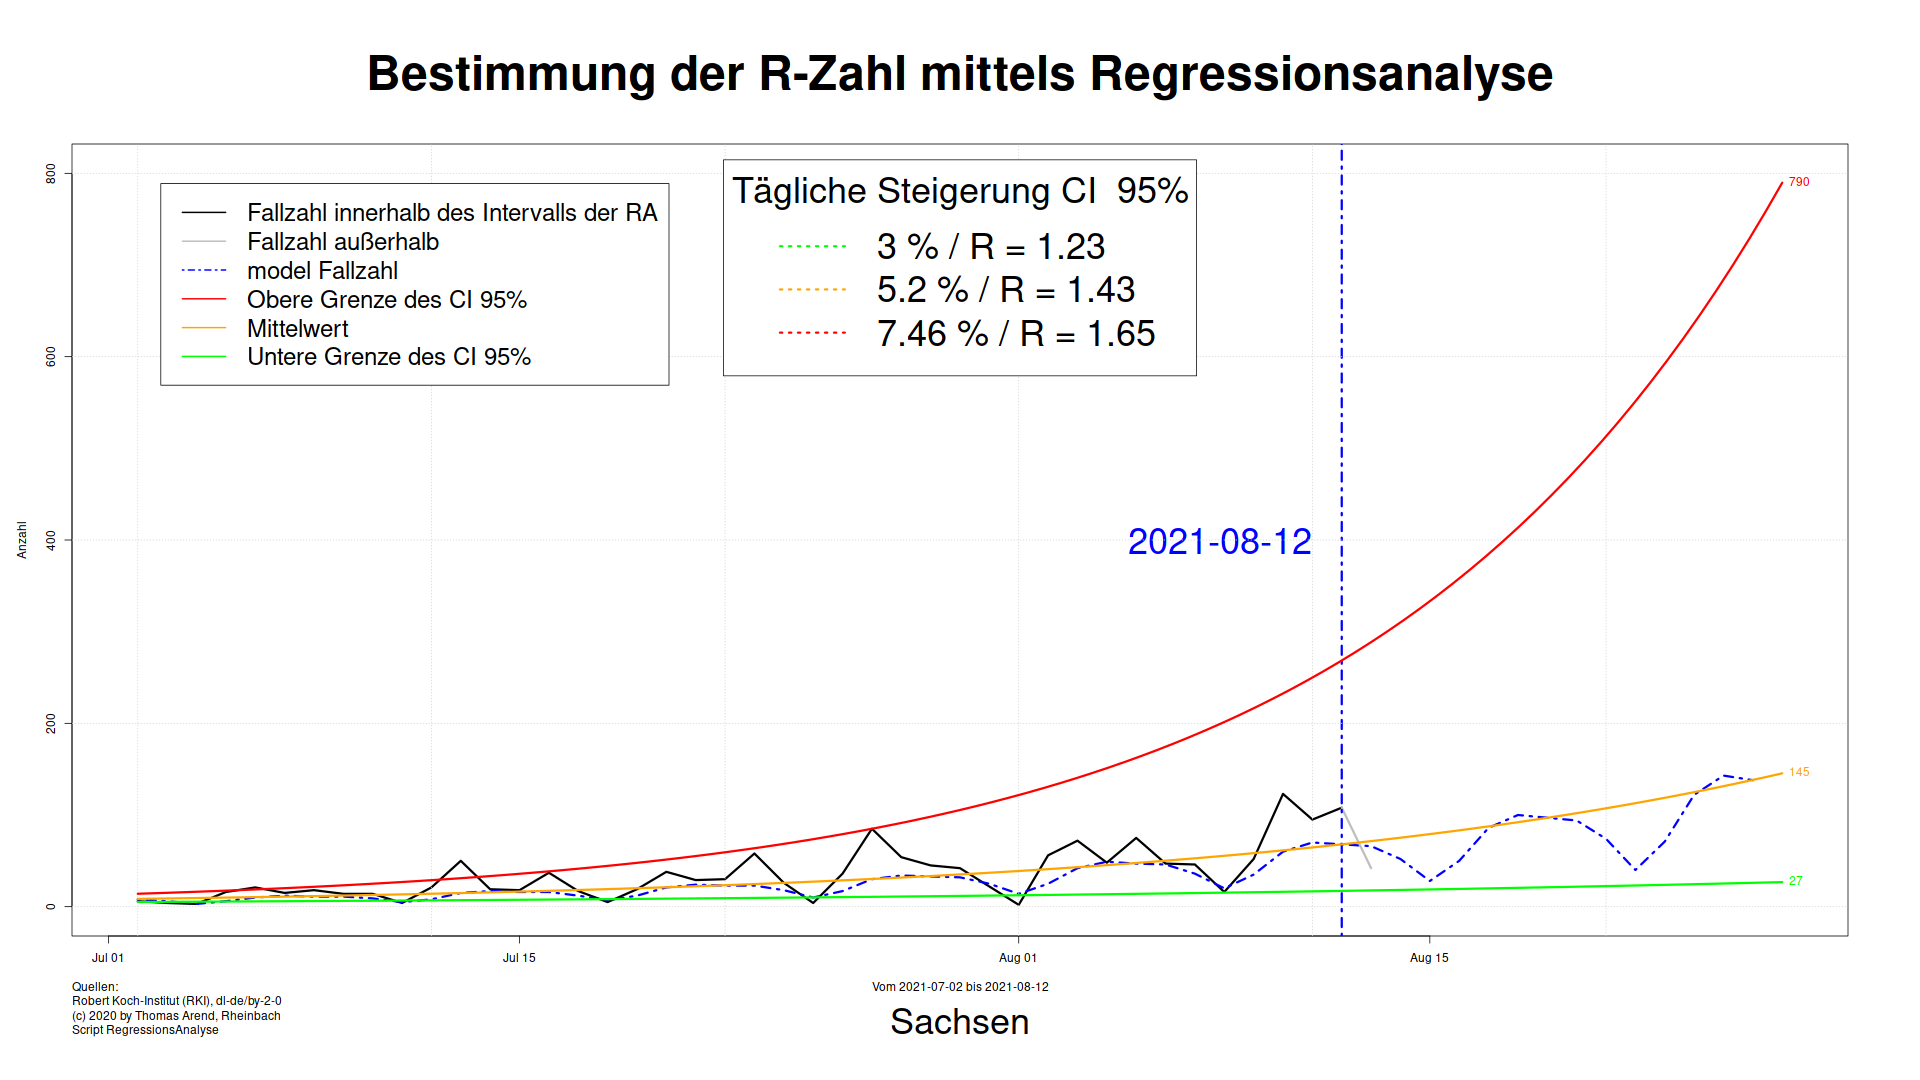 Bestimmung der R-Zahl mittels Regressionsanalyse
Fallzahl innerhalb des Intervalls der RA
Fallzahl außerhalb
model Fallzahl
Obere Grenze des CI 95%
Mittelwert
Untere Grenze des CI 95%
Tägliche Steigerung CI  95%
3 % / R = 1.23
5.2 % / R = 1.43
7.46 % / R = 1.65
800
600
400
200
0
Anzahl
2021-08-12
790
145
27
Jul 01
Jul 15
Aug 01
Aug 15
Quellen:
Robert Koch-Institut (RKI), dl-de/by-2-0
(c) 2020 by Thomas Arend, Rheinbach
Script RegressionsAnalyse
Vom 2021-07-02 bis 2021-08-12
Sachsen